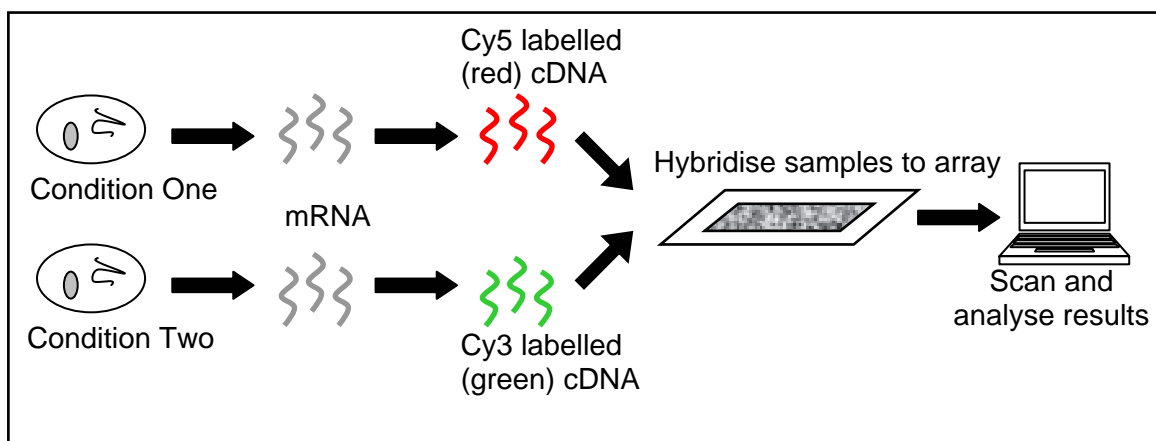 Cy5 labelled
(red) cDNA
Condition One
mRNA
Hybridise samples to array
Condition Two
Cy3 labelled
(green) cDNA
Scan and
analyse results